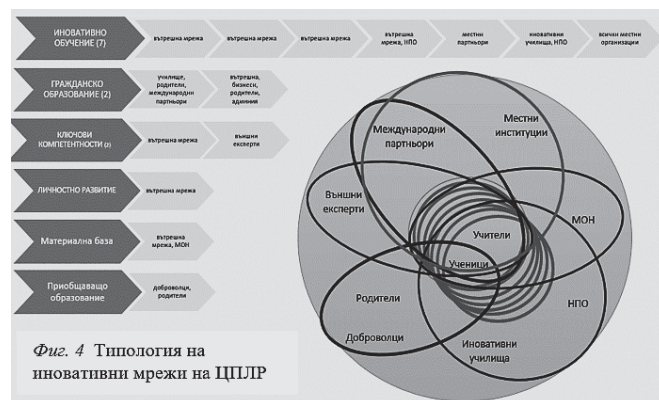 ИНОВАТИВНО
ОБУЧЕНИЕ (7)
вътрешна мрежа
вътрешна мрежа
вътрешна мрежа
вътрешна
мрежа, НПО
местни
партньори
иновативни
училища, НПО
всички местни
организации
ГРАЖДАНСКО
ОБРАЗОВАНИЕ (2)
училище,
родители,
международни
партньори
вътрешна,
бизнеси,
родители,
админия
КЛЮЧОВИ
КОМПЕТЕНТНОСТИ (2)
вътрешна мрежа
външни
експерти
ЛИЧНОСТНО РАЗВИТИЕ
вътрешна мрежа
Материална база
вътрешна
мрежа, МОН
Приобщаващо
образование
доброволци,
родители
Международни
партньори
Местни
институции
Външни
експерти
МОН
Учители
Ученици
Родители
НПО
Доброволци
Иновативни
училища
Фиг. 4 Типология на
иновативни мрежи на ЦПЛР